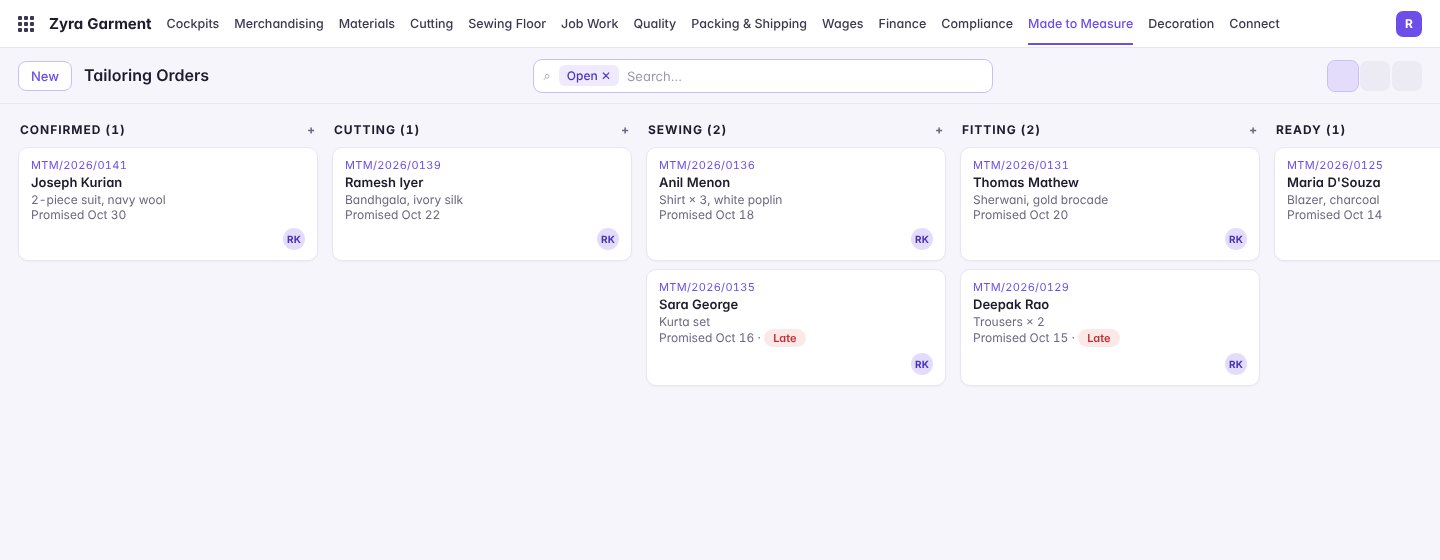 Zyra Garment Cockpits Merchandising Materials Cutting Sewing Floor Job Work Quality Packing & Shipping Wages Finance Compliance Made to Measure Decoration Connect R
New Tailoring Orders Open ✕ Search...
CONFIRMED (1) +
MTM/2026/0141
Joseph Kurian
2-piece suit, navy wool
Promised Oct 30
RK
CUTTING (1) +
MTM/2026/0139
Ramesh Iyer
Bandhgala, ivory silk
Promised Oct 22
RK
SEWING (2) +
MTM/2026/0136
Anil Menon
Shirt × 3, white poplin
Promised Oct 18
RK
MTM/2026/0135
Sara George
Kurta set
Promised Oct 16 · Late
RK
FITTING (2) +
MTM/2026/0131
Thomas Mathew
Sherwani, gold brocade
Promised Oct 20
RK
MTM/2026/0129
Deepak Rao
Trousers × 2
Promised Oct 15 · Late
RK
READY (1)
MTM/2026/0125
Maria D'Souza
Blazer, charcoal
Promised Oct 14